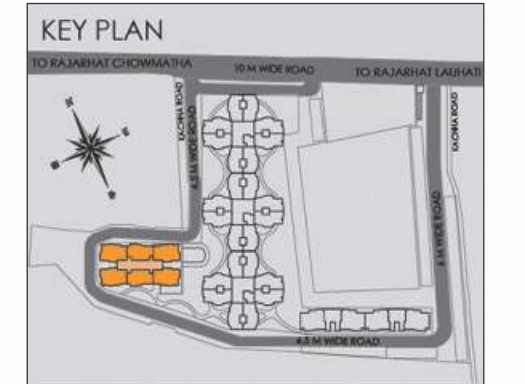 KEY PLAN
TO RAJARHAT CHOWMATHA
10 M WIDE ROAD
TO RAJARHAT LAUHATI
KACHHA ROAD
4.5 M WIDE ROAD
KACHHA ROAD
6 M WIDE ROAD
4.5 M WIDE ROAD